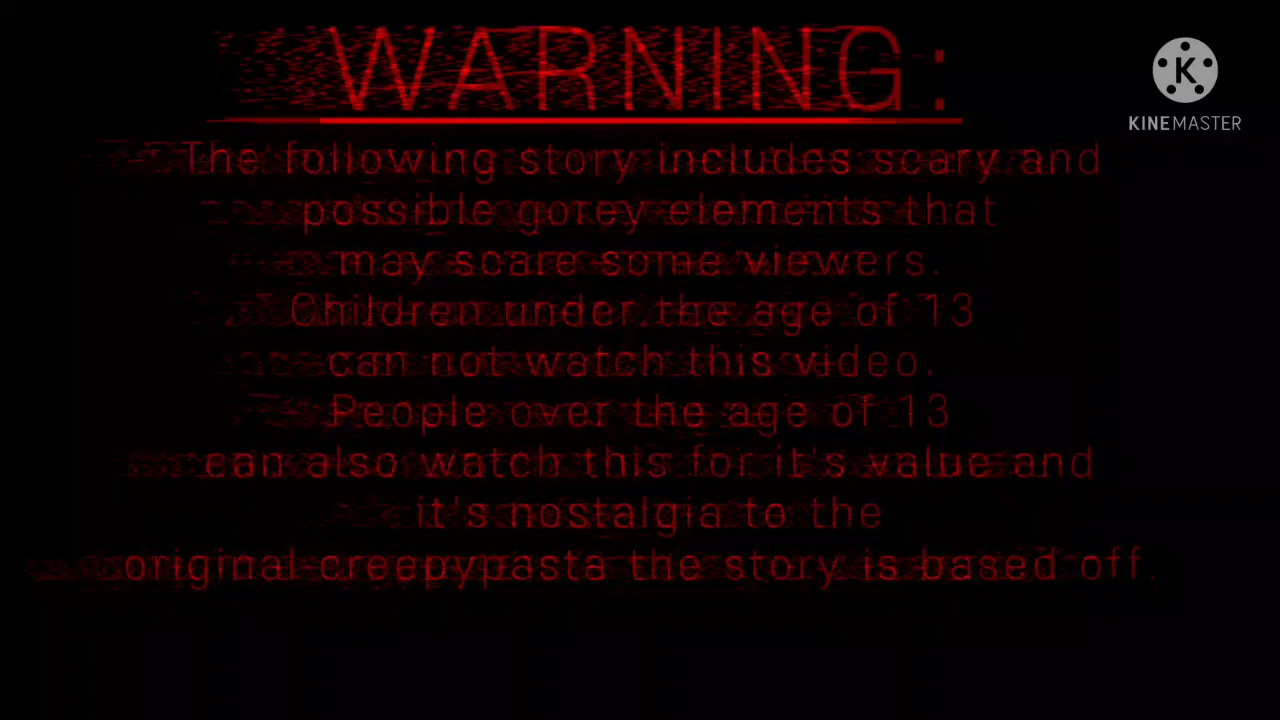 WARNING:
The following story includes scary and
possible gorey elements that
may scare some viewers.
Children under the age of 13
can not watch this video.
People over the age of 13
can also watch this for it's value and
it's nostalgia to the
original creepypasta the story is based off.
K
KINEMASTER